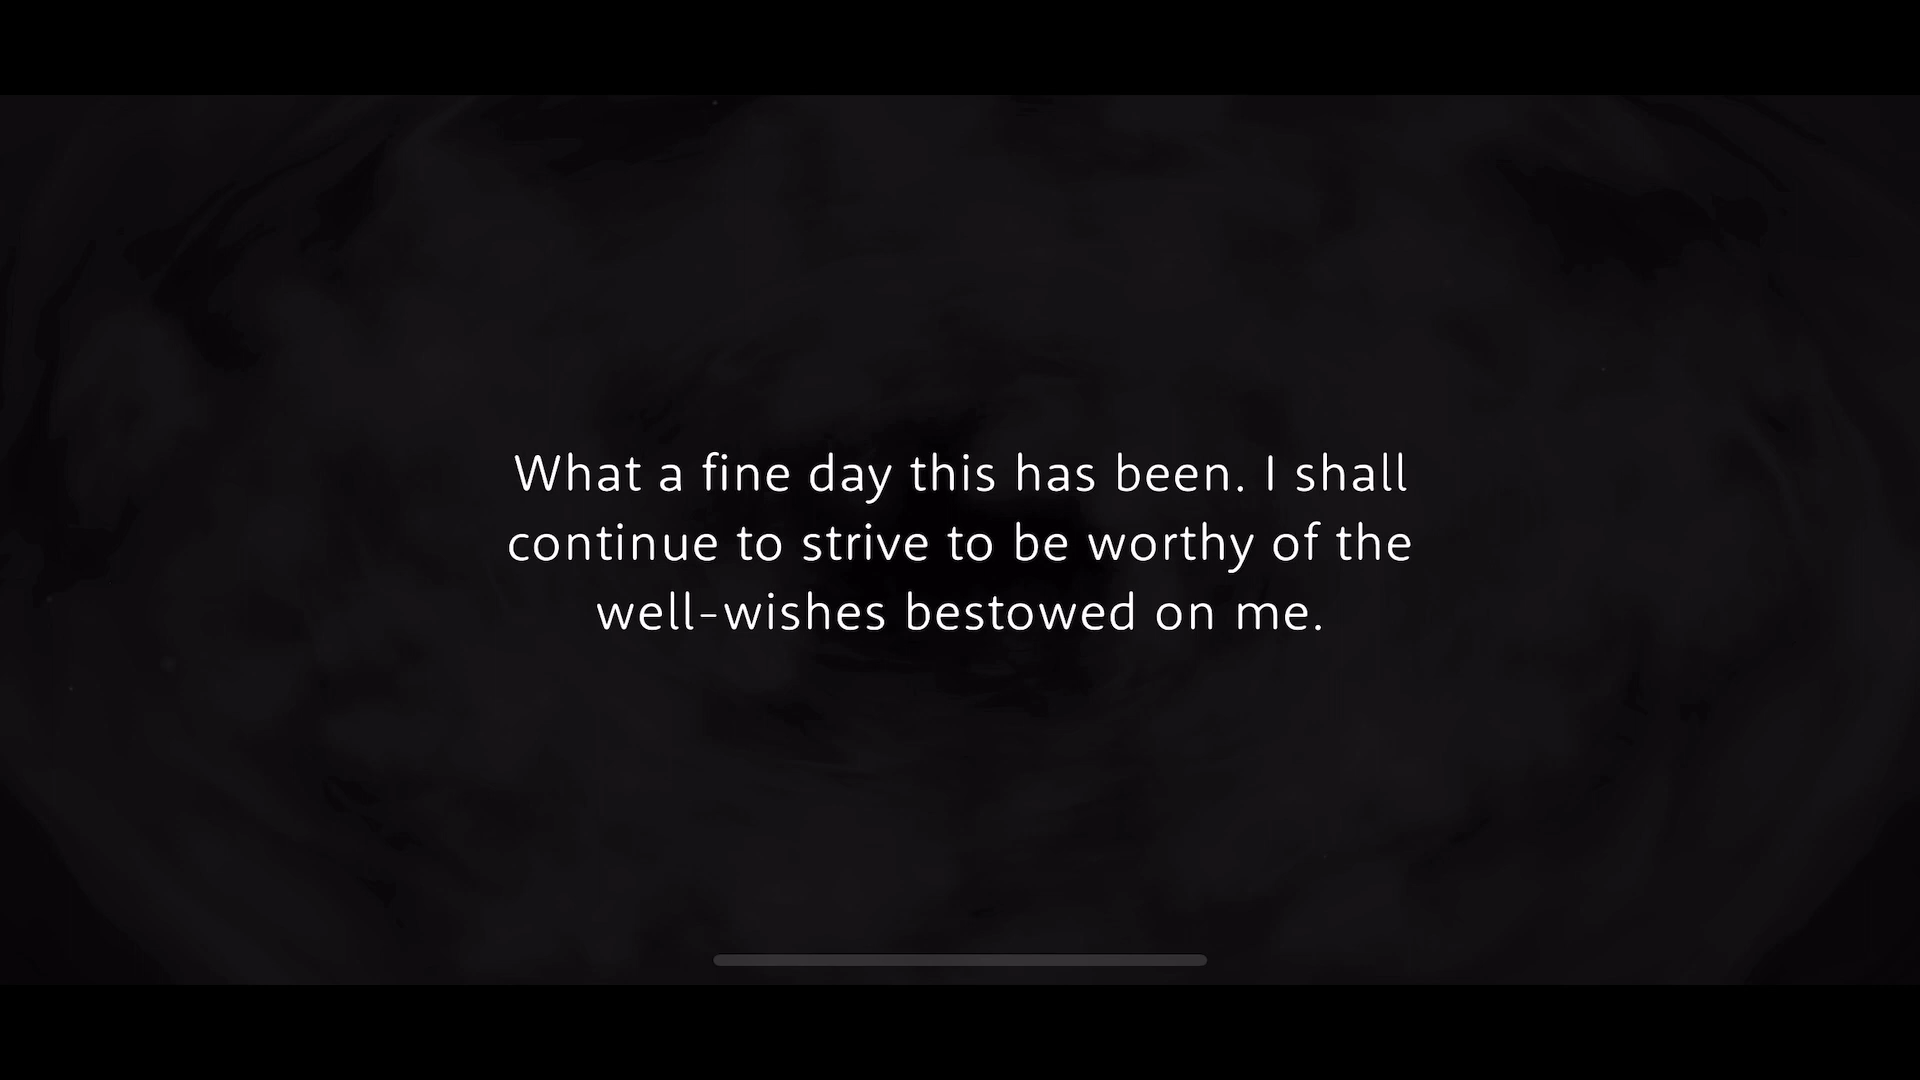 What a fine day this has been. I shall
continue to strive to be worthy of the
well-wishes bestowed on me.